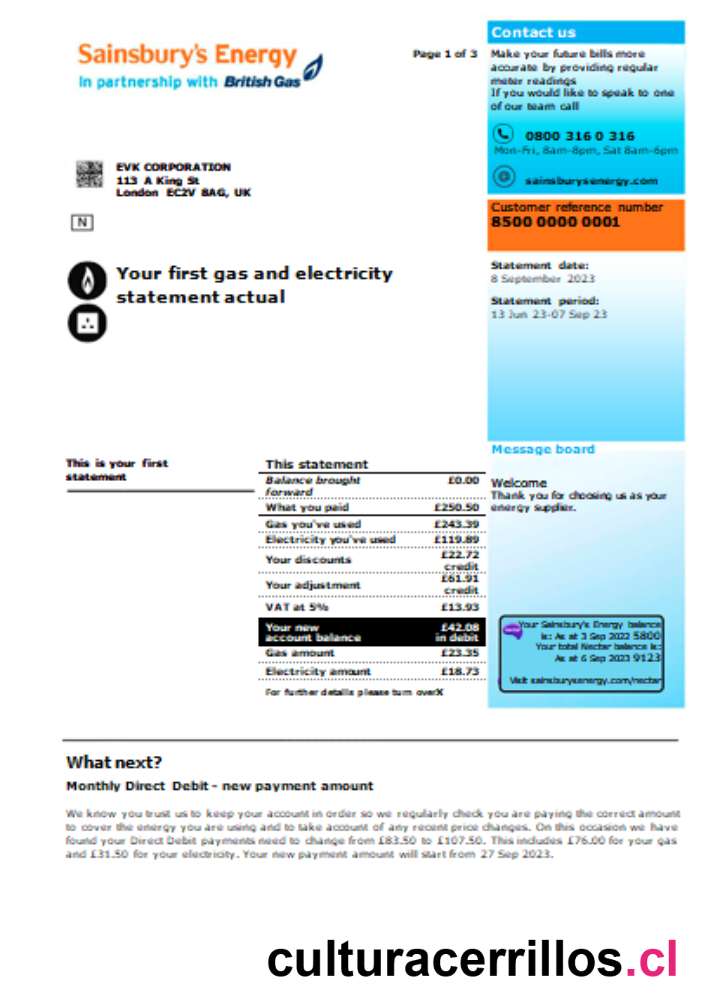 Sainsbury's Energy
In partnership with British Gas
Page 1 of 3
Contact us
Make your future bills more
accurate by providing regular
meter readings
If you would like to speak to one
of our team call
0800 316 0 316
Mon-Fri, 8am-8pm, Sat 8am-6pm
sainsburysenergy.com
EVK CORPORATION
113 A King St
London EC2V 8AG, UK
N
Customer reference number
8500 0000 0001
Your first gas and electricity
statement actual
Statement date:
8 September 2023
Statement period:
13 Jun 23-07 Sep 23
This is your first
statement
This statement
Balance brought
forward £0.00
What you paid £250.50
Gas you've used £243.39
Electricity you've used £119.89
Your discounts £22.72
credit
Your adjustment £61.91
credit
VAT at 5% £13.93
Your new £42.08
account balance in debit
Gas amount £23.35
Electricity amount £18.73
For further details please turn overX
Message board
Welcome
Thank you for choosing us as your
energy supplier.
Your Sainsbury's Energy balance
is: As at 3 Sep 2022 5800
Your total Nectar balance is:
As at 6 Sep 2023 9123
Visit sainsburysenergy.com/nectar
What next?
Monthly Direct Debit - new payment amount
We know you trust us to keep your account in order so we regularly check you are paying the correct amount
to cover the energy you are using and to take account of any recent price changes. On this occasion we have
found your Direct Debit payments need to change from £83.50 to £107.50. This includes £76.00 for your gas
and £31.50 for your electricity. Your new payment amount will start from 27 Sep 2023.
culturacerrillos.cl